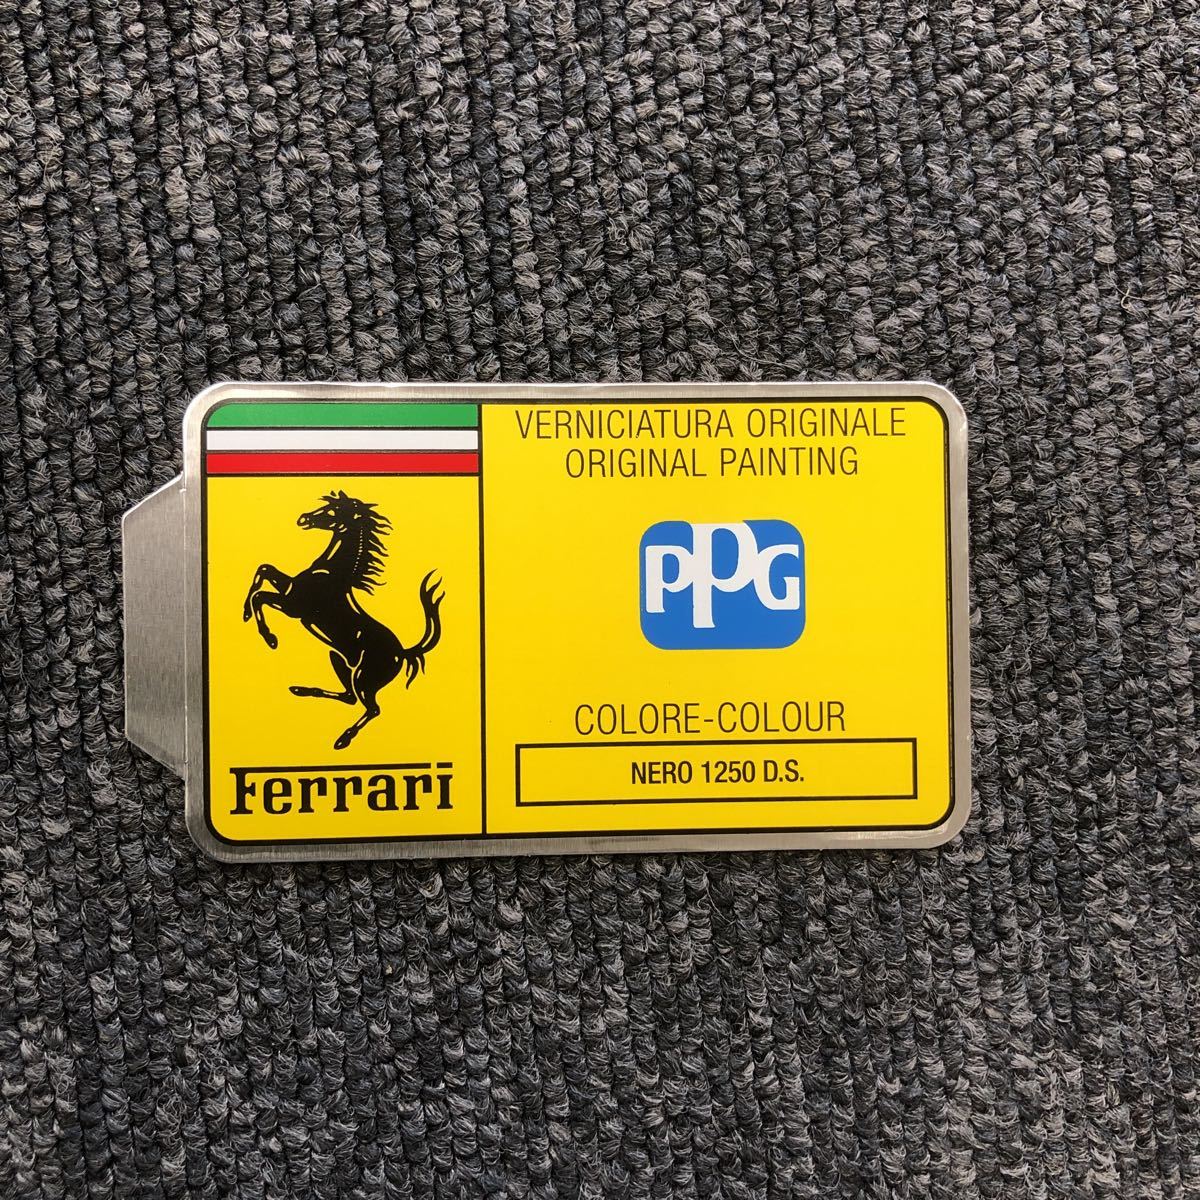 Ferrari
VERNICIATURA ORIGINALE
ORIGINAL PAINTING
PPG
COLORE-COLOUR
NERO 1250 D.S.